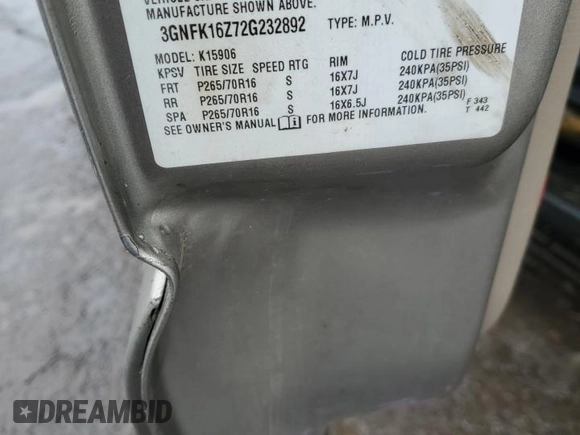 MANUFACTURE SHOWN ABOVE.
3GNFK16Z72G232892 TYPE: M.P.V.
MODEL: K15906
KPSV TIRE SIZE SPEED RTG RIM COLD TIRE PRESSURE
FRT P265/70R16 S 16X7J 240KPA(35PSI)
RR P265/70R16 S 16X7J 240KPA(35PSI)
SPA P265/70R16 S 16X6.5J 240KPA(35PSI)
SEE OWNER'S MANUAL FOR MORE INFORMATION.
F 343
T 442
DREAMBID